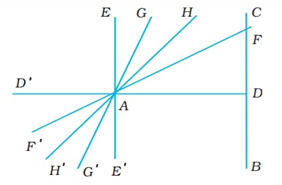 E G H C
F
D' A D
F'
H' G' E' B